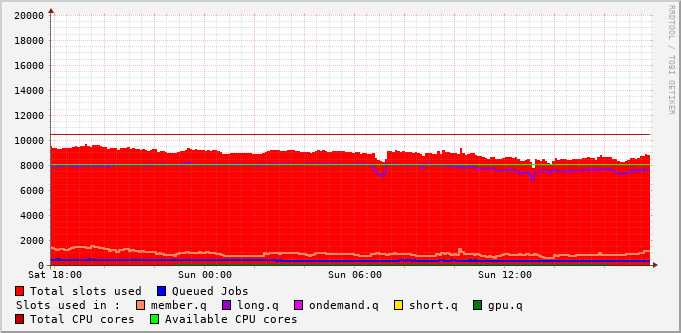 20000
18000
16000
14000
12000
10000
8000
6000
4000
2000
0
Sat 18:00 Sun 00:00 Sun 06:00 Sun 12:00
RRDTOOL / TOBI OETIKER
Total slots used Queued Jobs
Slots used in : member.q long.q ondemand.q short.q gpu.q
Total CPU cores Available CPU cores